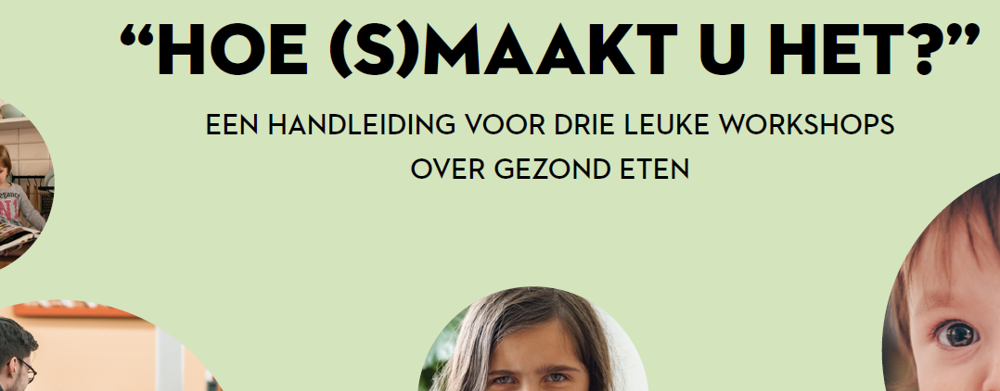 “HOE (S)MAAKT U HET?”
EEN HANDLEIDING VOOR DRIE LEUKE WORKSHOPS
OVER GEZOND ETEN